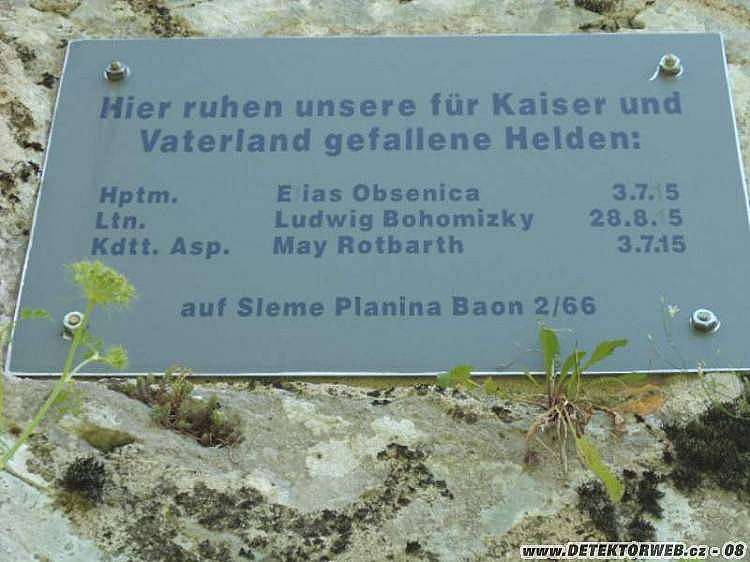 Hier ruhen unsere für Kaiser und
Vaterland gefallene Helden:
Hptm. Elias Obsenica 3.7.15
Ltn. Ludwig Bohomizky 28.8.15
Kdtt. Asp. May Rotbarth 3.7.15
auf Sleme Planina Baon 2/66
www.DETEKTORWEB.cz - 08